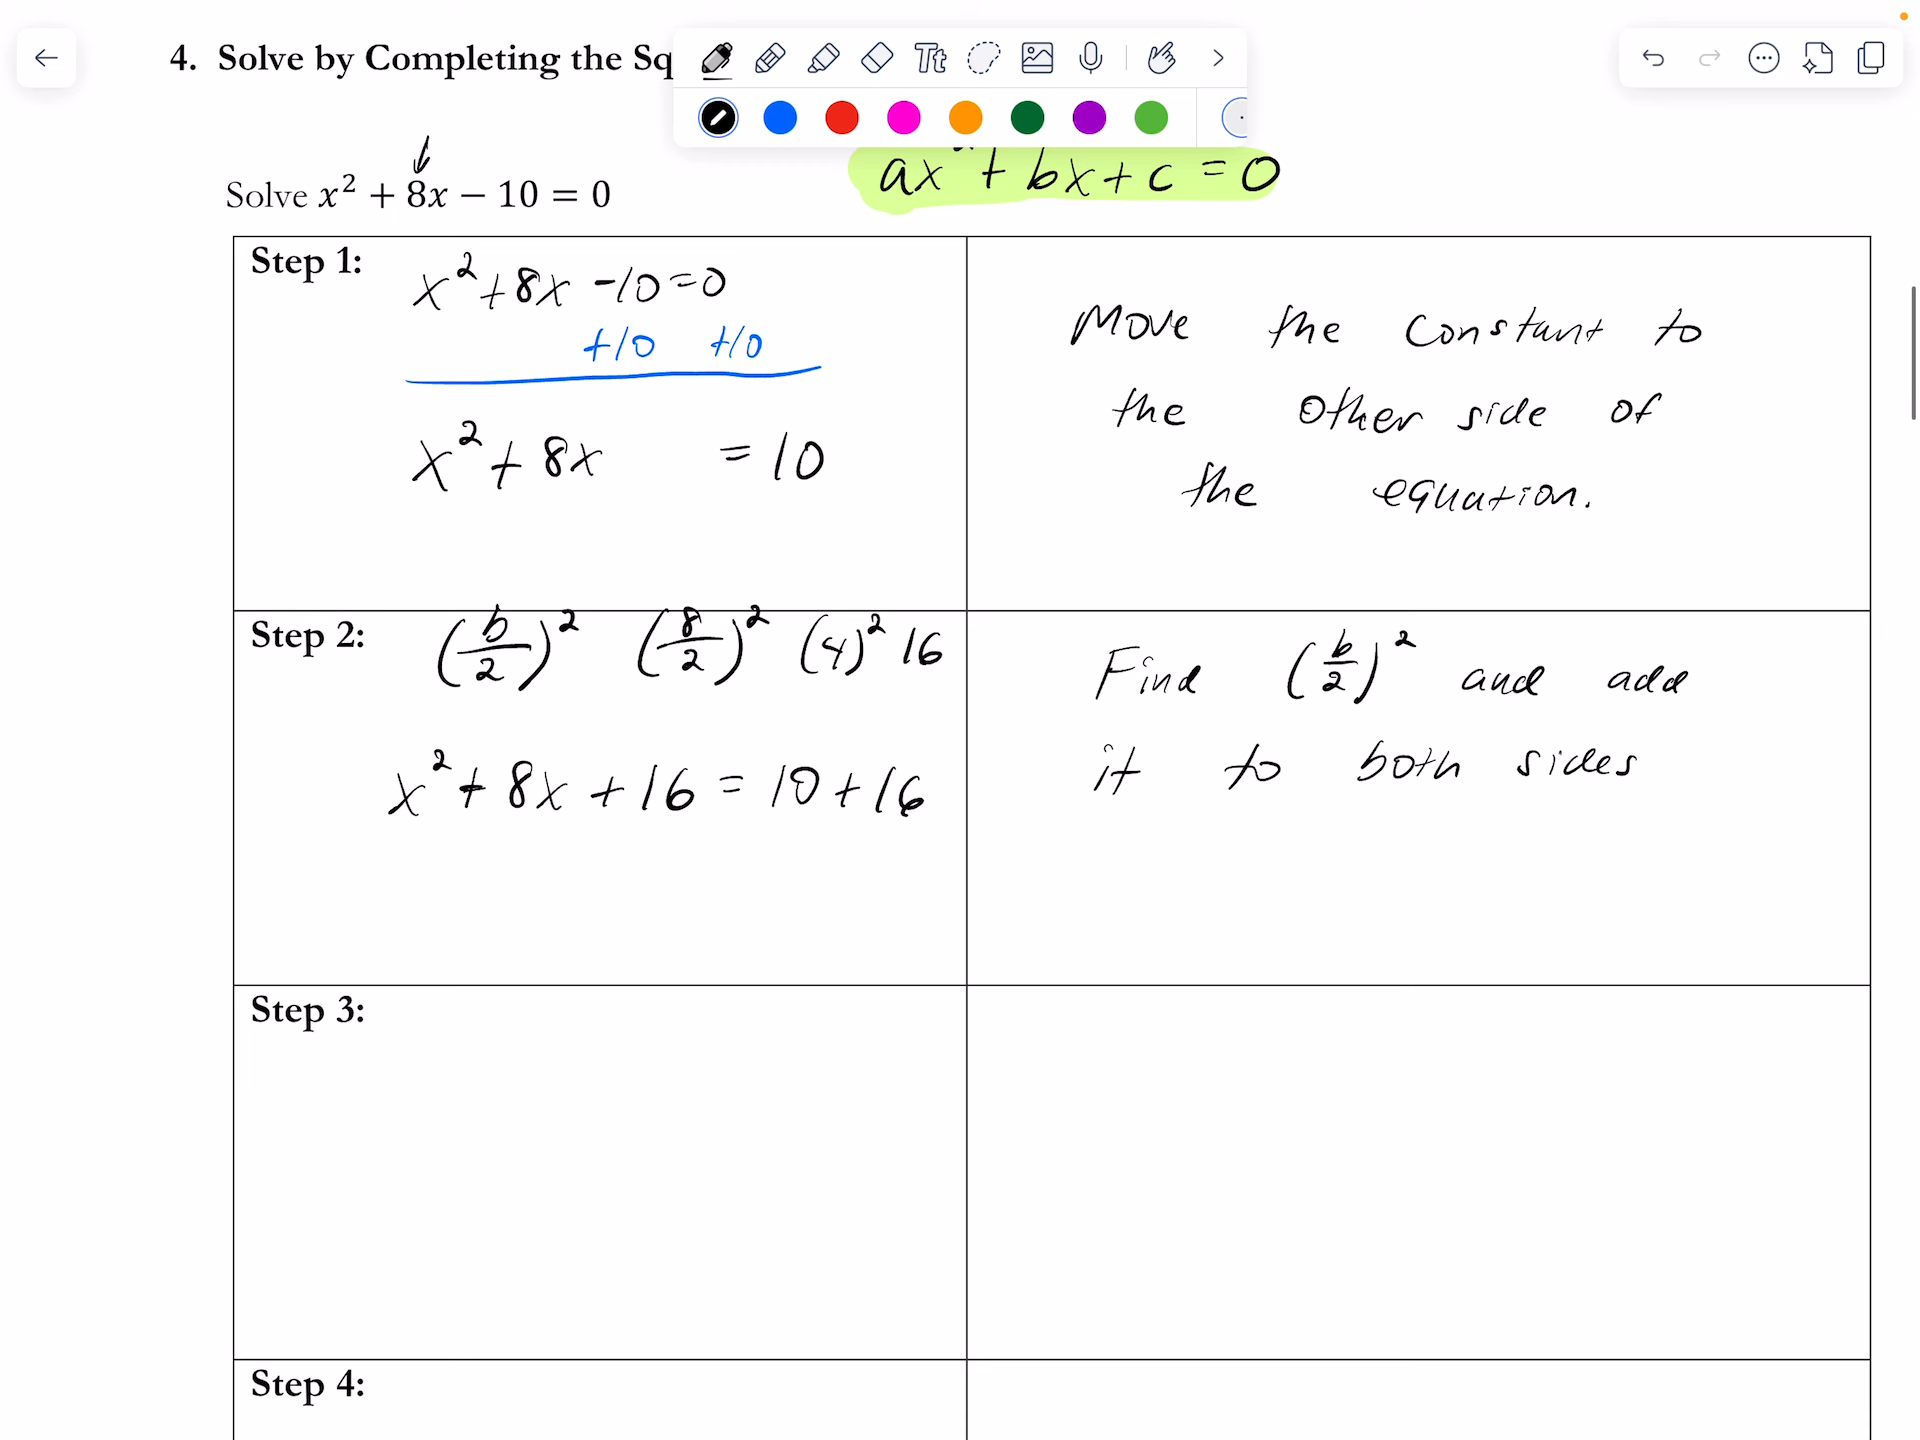 4. Solve by Completing the Sq
Tt
Solve x² + 8x − 10 = 0
ax² + bx + c = 0
Step 1:
x² + 8x - 10 = 0
+10 +10
x² + 8x = 10
Move the constant to
the other side of
the equation.
Step 2:
(b/2)² (8/2)² (4)² 16
x² + 8x + 16 = 10 + 16
Find (b/2)² and add
it to both sides
Step 3:
Step 4: